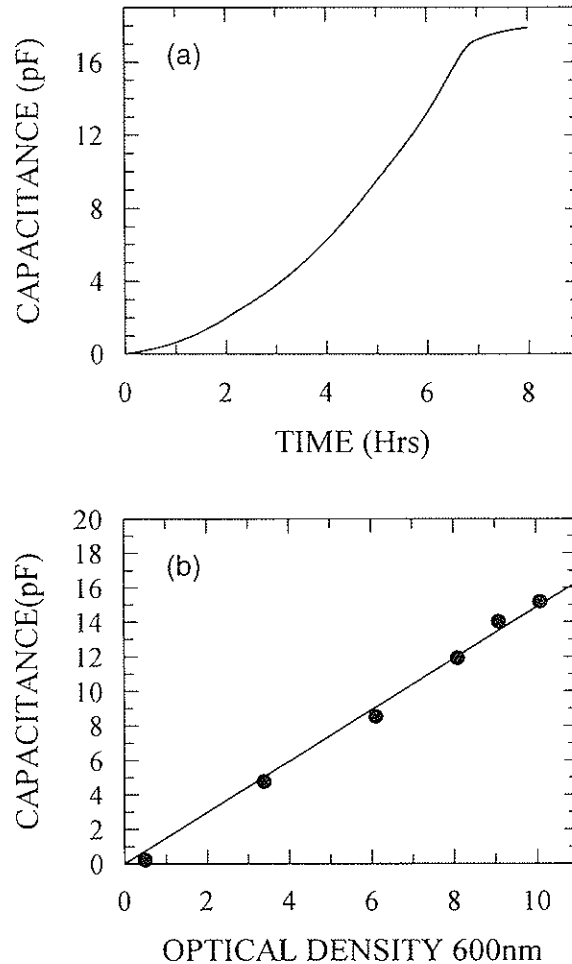 (a)
CAPACITANCE (pF)
16
12
8
4
0
0 2 4 6 8
TIME (Hrs)
(b)
CAPACITANCE(pF)
20
18
16
14
12
10
8
6
4
2
0
0 2 4 6 8 10
OPTICAL DENSITY 600nm